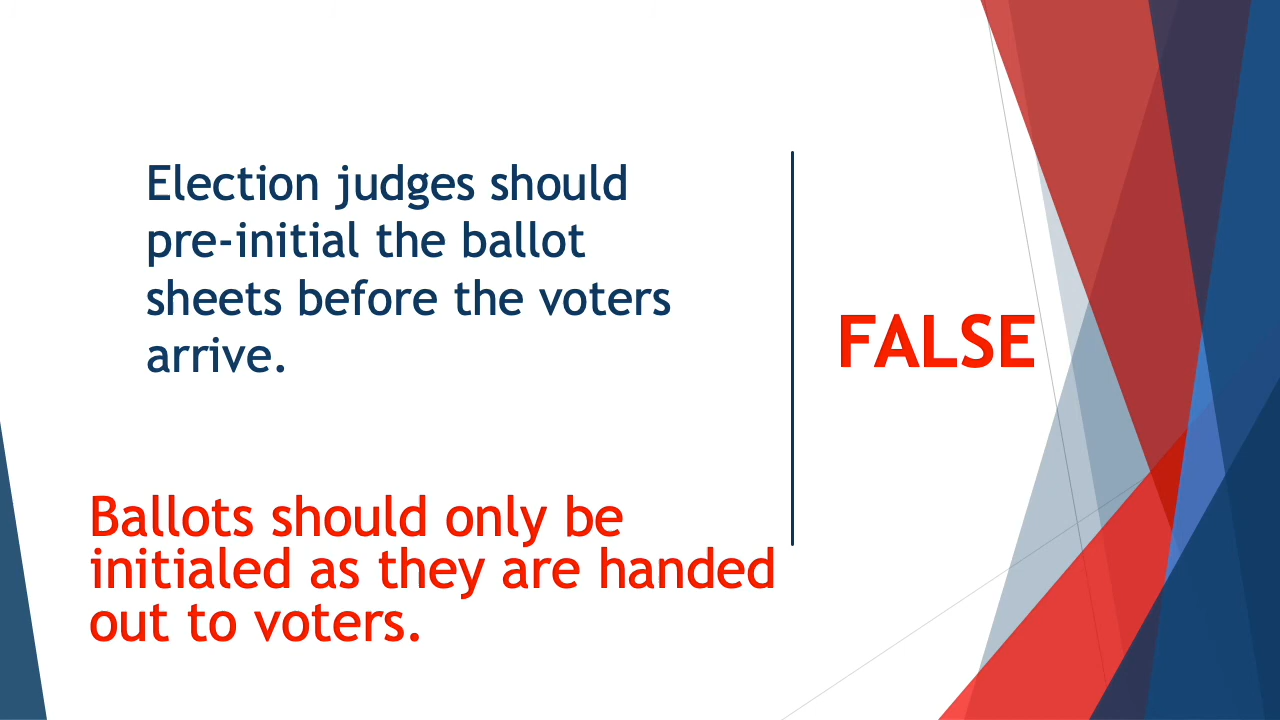 Election judges should
pre-initial the ballot
sheets before the voters
arrive.
FALSE
Ballots should only be
initialed as they are handed
out to voters.